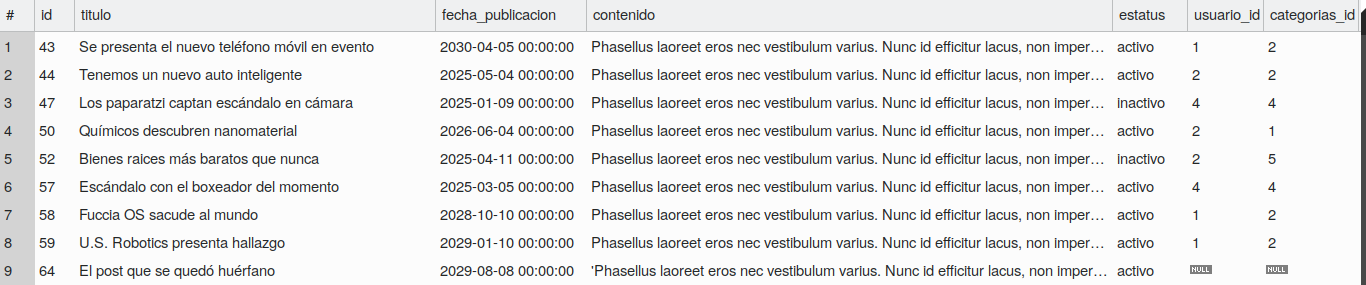 # id titulo fecha_publicacion contenido estatus usuario_id categorias_id
1 43 Se presenta el nuevo teléfono móvil en evento 2030-04-05 00:00:00 Phasellus laoreet eros nec vestibulum varius. Nunc id efficitur lacus, non imper… activo 1 2
2 44 Tenemos un nuevo auto inteligente 2025-05-04 00:00:00 Phasellus laoreet eros nec vestibulum varius. Nunc id efficitur lacus, non imper… activo 2 2
3 47 Los paparatzi captan escándalo en cámara 2025-01-09 00:00:00 Phasellus laoreet eros nec vestibulum varius. Nunc id efficitur lacus, non imper… inactivo 4 4
4 50 Químicos descubren nanomaterial 2026-06-04 00:00:00 Phasellus laoreet eros nec vestibulum varius. Nunc id efficitur lacus, non imper… activo 2 1
5 52 Bienes raices más baratos que nunca 2025-04-11 00:00:00 Phasellus laoreet eros nec vestibulum varius. Nunc id efficitur lacus, non imper… inactivo 2 5
6 57 Escándalo con el boxeador del momento 2025-03-05 00:00:00 Phasellus laoreet eros nec vestibulum varius. Nunc id efficitur lacus, non imper… activo 4 4
7 58 Fuccia OS sacude al mundo 2028-10-10 00:00:00 Phasellus laoreet eros nec vestibulum varius. Nunc id efficitur lacus, non imper… activo 1 2
8 59 U.S. Robotics presenta hallazgo 2029-01-10 00:00:00 Phasellus laoreet eros nec vestibulum varius. Nunc id efficitur lacus, non imper… activo 1 2
9 64 El post que se quedó huérfano 2029-08-08 00:00:00 'Phasellus laoreet eros nec vestibulum varius. Nunc id efficitur lacus, non imper… activo NULL NULL